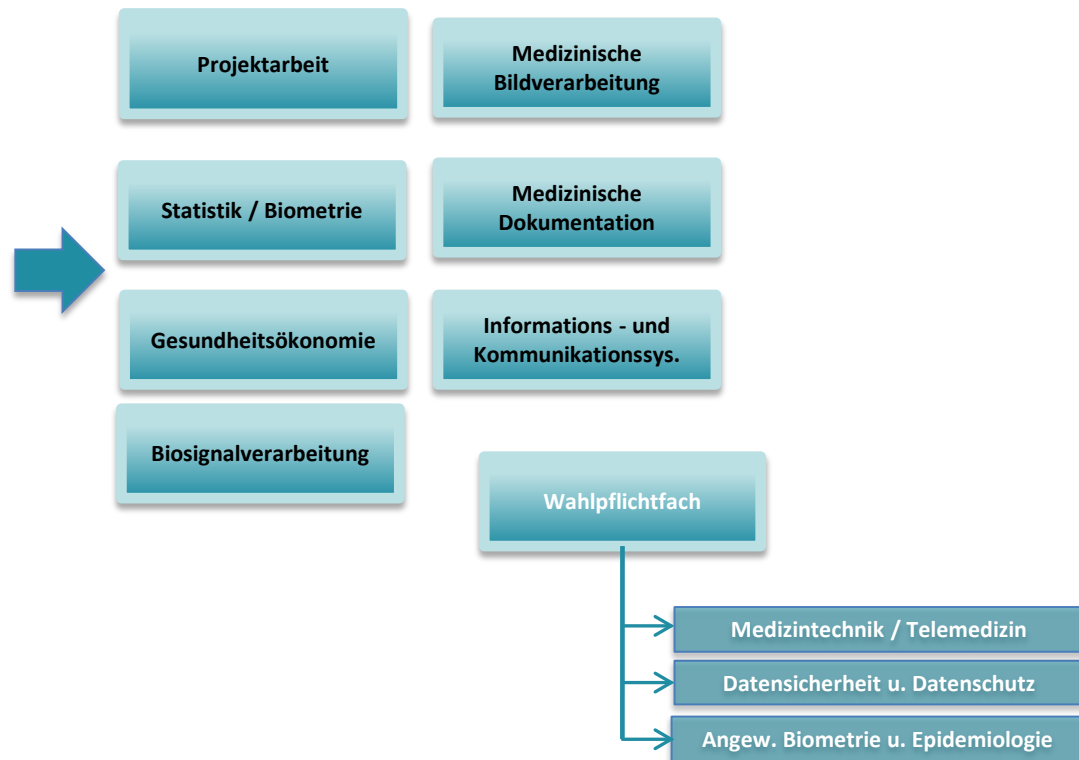 Projektarbeit
Medizinische
Bildverarbeitung
Statistik / Biometrie
Medizinische
Dokumentation
Gesundheitsökonomie
Informations - und
Kommunikationssys.
Biosignalverarbeitung
Wahlpflichtfach
Medizintechnik / Telemedizin
Datensicherheit u. Datenschutz
Angew. Biometrie u. Epidemiologie